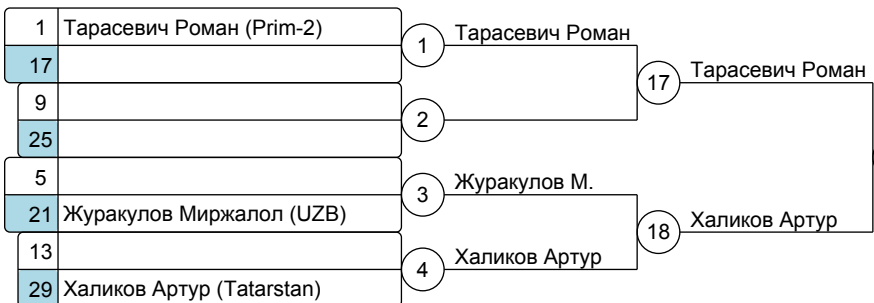 1 Тарасевич Роман (Prim-2)
17
1 Тарасевич Роман
9
25
2
17 Тарасевич Роман
5
21 Журакулов Миржалол (UZB)
3 Журакулов М.
13
29 Халиков Артур (Tatarstan)
4 Халиков Артур
18 Халиков Артур